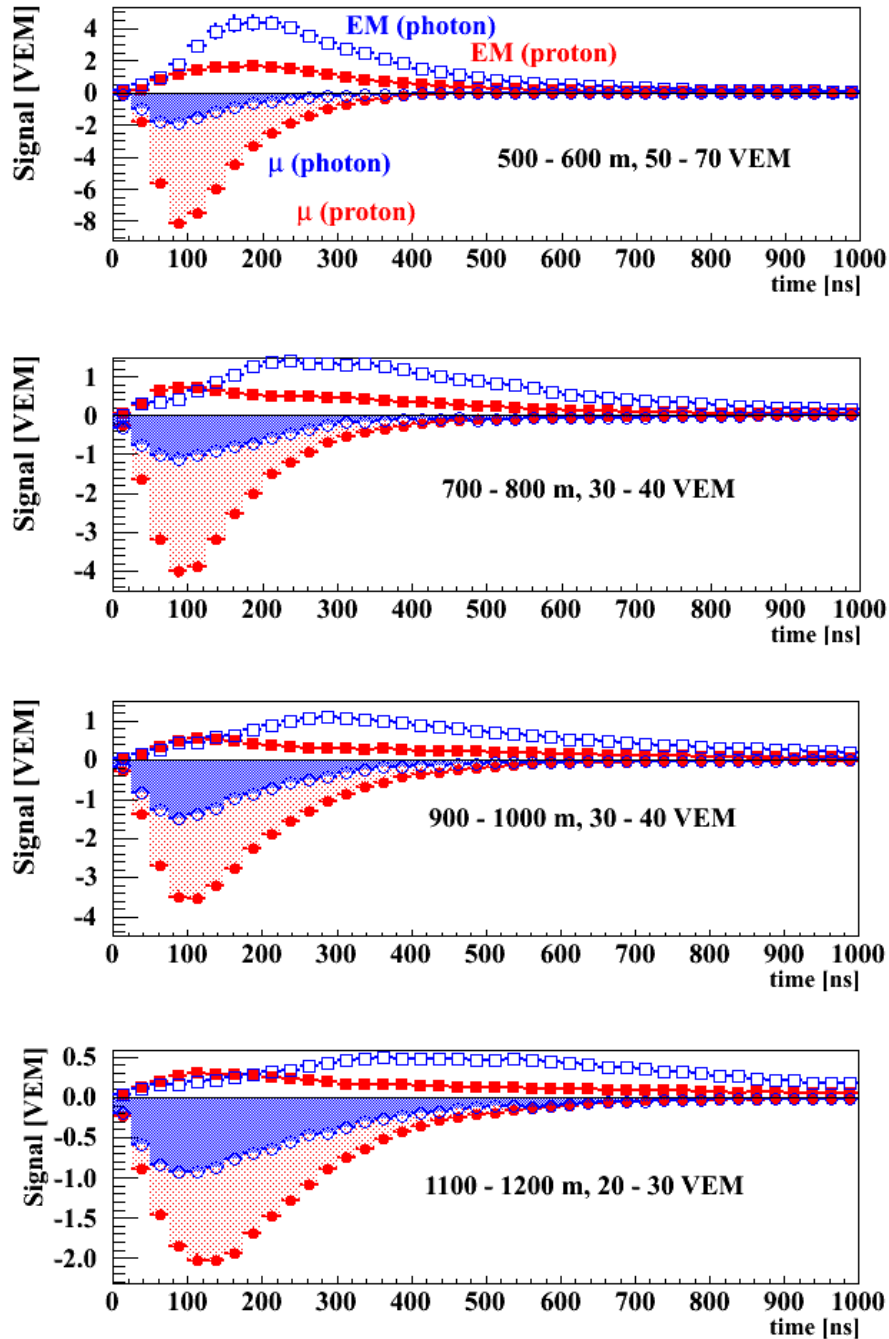 Signal [VEM]
4
2
0
-2
-4
-6
-8
EM (photon)
EM (proton)
μ (photon)
μ (proton)
500 - 600 m, 50 - 70 VEM
0 100 200 300 400 500 600 700 800 900 1000
time [ns]
Signal [VEM]
1
0
-1
-2
-3
-4
700 - 800 m, 30 - 40 VEM
0 100 200 300 400 500 600 700 800 900 1000
time [ns]
Signal [VEM]
1
0
-1
-2
-3
-4
900 - 1000 m, 30 - 40 VEM
0 100 200 300 400 500 600 700 800 900 1000
time [ns]
Signal [VEM]
0.5
0.0
-0.5
-1.0
-1.5
-2.0
1100 - 1200 m, 20 - 30 VEM
0 100 200 300 400 500 600 700 800 900 1000
time [ns]